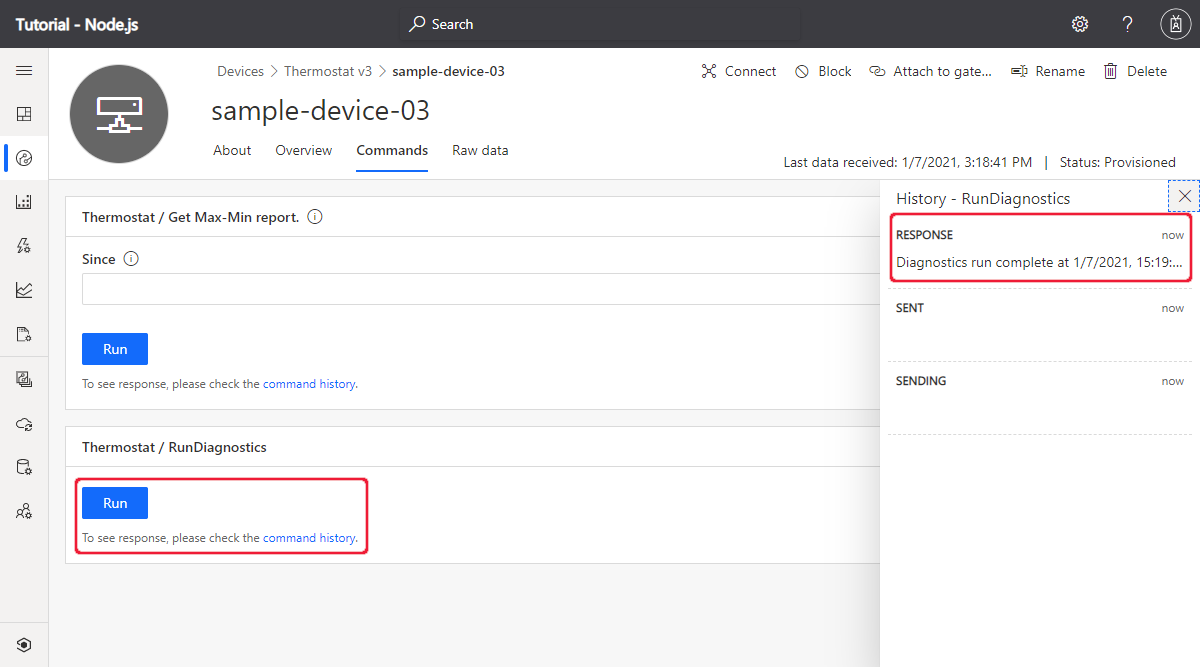 Tutorial - Node.js
Search
?
Devices > Thermostat v3 > sample-device-03
Connect
Block
Attach to gate...
Rename
Delete
sample-device-03
About
Overview
Commands
Raw data
Last data received: 1/7/2021, 3:18:41 PM | Status: Provisioned
Thermostat / Get Max-Min report.
Since
Run
To see response, please check the command history.
Thermostat / RunDiagnostics
Run
To see response, please check the command history.
History - RunDiagnostics
RESPONSE now
Diagnostics run complete at 1/7/2021, 15:19:...
SENT now
SENDING now